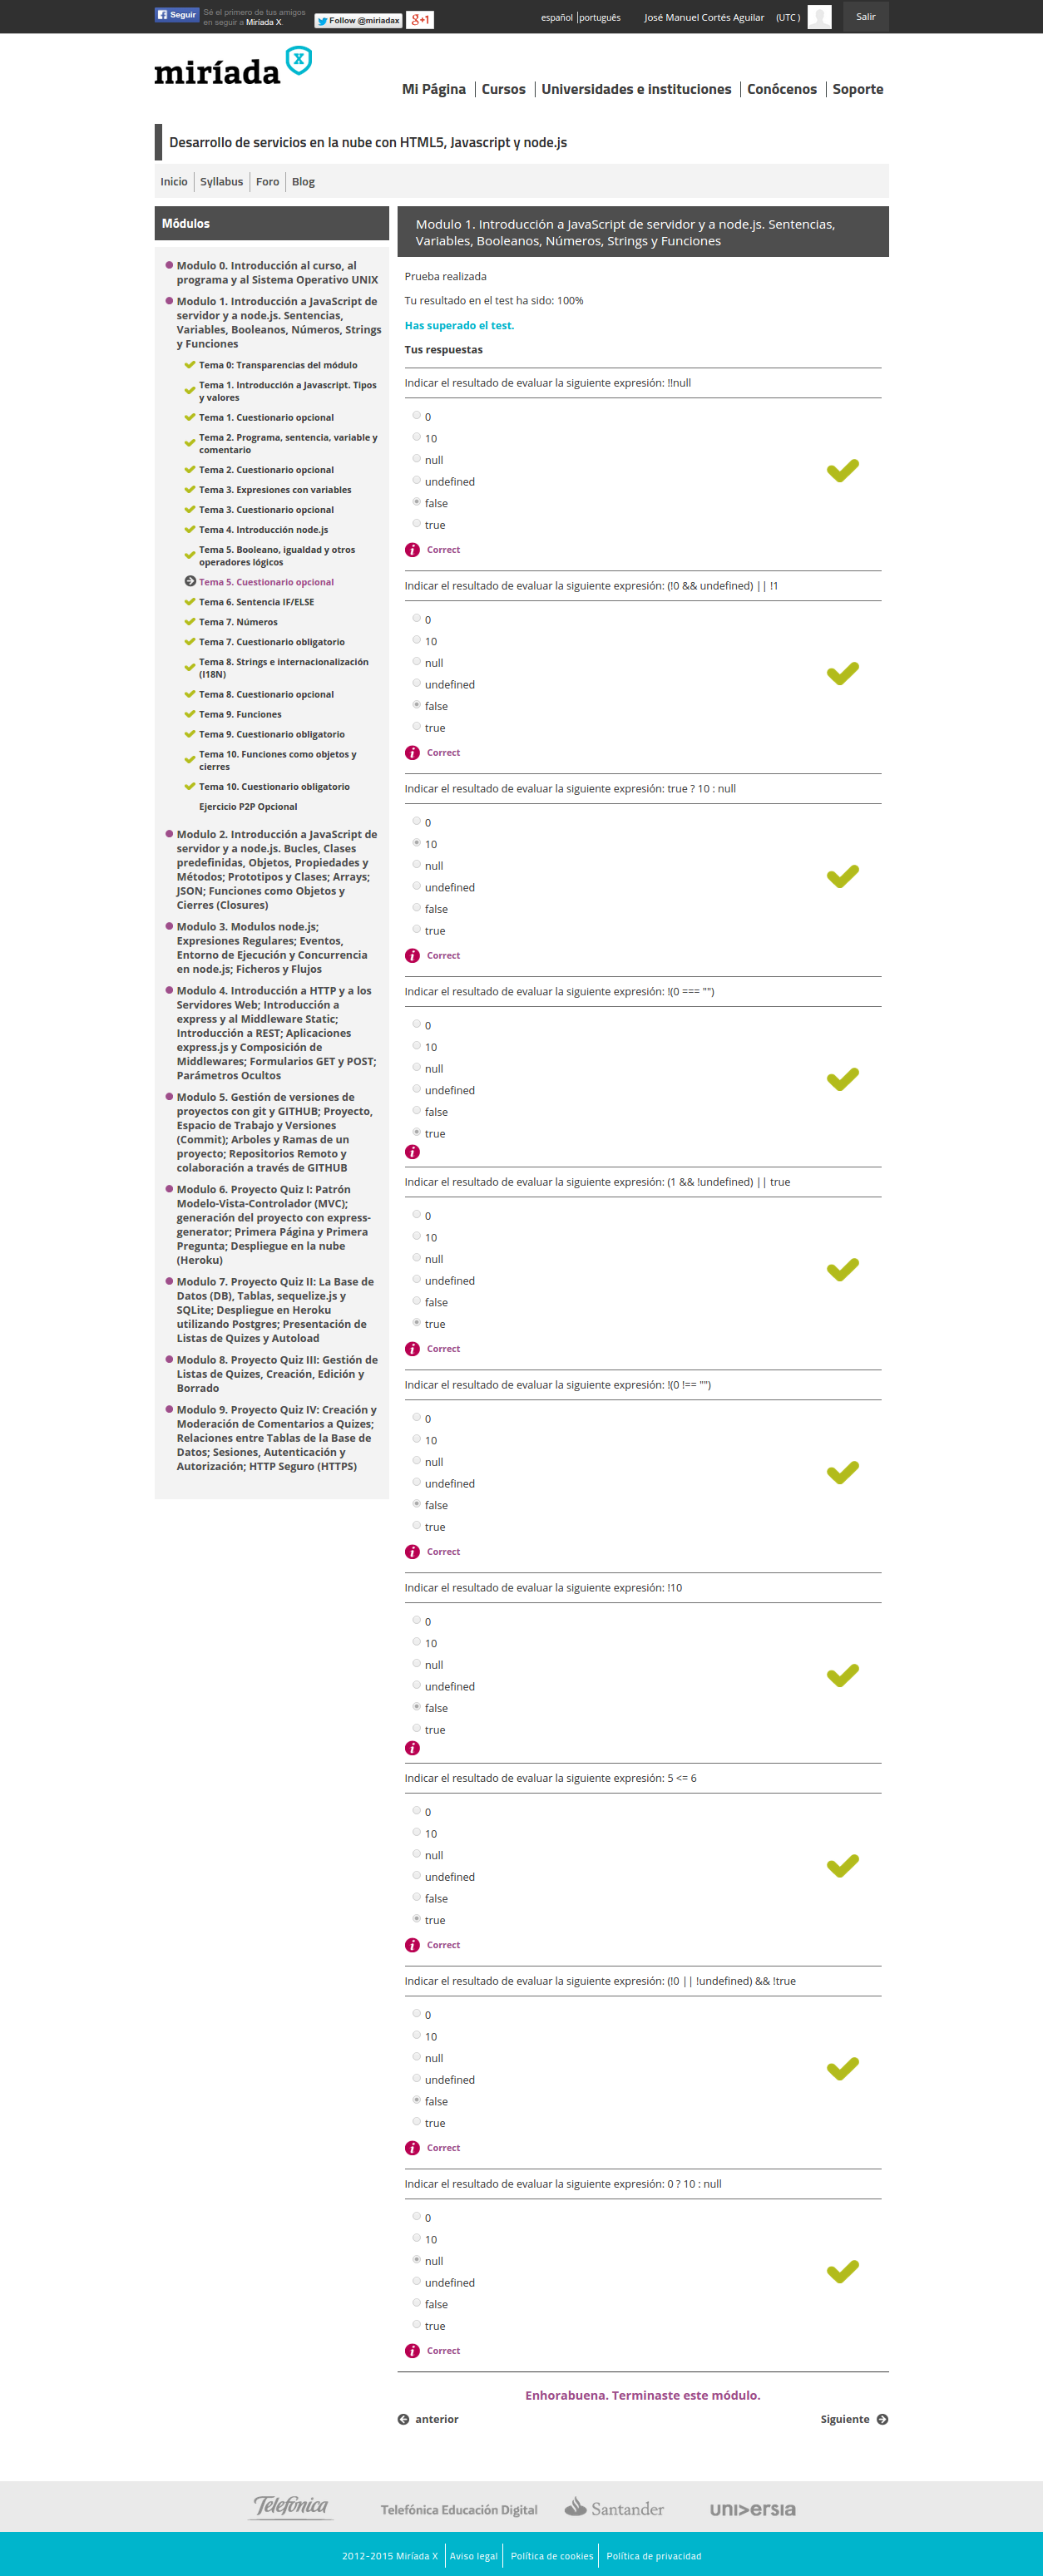 Seguir
Sé el primero de tus amigos
en seguir a Miríada X
Follow @miriadax
g+1
español | português
José Manuel Cortés Aguilar
(UTC )
Salir
miríada X
Mi Página
Cursos
Universidades e instituciones
Conócenos
Soporte
Desarrollo de servicios en la nube con HTML5, Javascript y node.js
Inicio
Syllabus
Foro
Blog
Módulos
Modulo 0. Introducción al curso, al
programa y al Sistema Operativo UNIX
Modulo 1. Introducción a JavaScript de
servidor y a node.js. Sentencias,
Variables, Booleanos, Números, Strings
y Funciones
Tema 0: Transparencias del módulo
Tema 1. Introducción a Javascript. Tipos
y valores
Tema 1. Cuestionario opcional
Tema 2. Programa, sentencia, variable y
comentario
Tema 2. Cuestionario opcional
Tema 3. Expresiones con variables
Tema 3. Cuestionario opcional
Tema 4. Introducción node.js
Tema 5. Booleano, igualdad y otros
operadores lógicos
Tema 5. Cuestionario opcional
Tema 6. Sentencia IF/ELSE
Tema 7. Números
Tema 7. Cuestionario obligatorio
Tema 8. Strings e internacionalización
(I18N)
Tema 8. Cuestionario opcional
Tema 9. Funciones
Tema 9. Cuestionario obligatorio
Tema 10. Funciones como objetos y
cierres
Tema 10. Cuestionario obligatorio
Ejercicio P2P Opcional
Modulo 2. Introducción a JavaScript de
servidor y a node.js. Bucles, Clases
predefinidas, Objetos, Propiedades y
Métodos; Prototipos y Clases; Arrays;
JSON; Funciones como Objetos y
Cierres (Closures)
Modulo 3. Modulos node.js;
Expresiones Regulares; Eventos,
Entorno de Ejecución y Concurrencia
en node.js; Ficheros y Flujos
Modulo 4. Introducción a HTTP y a los
Servidores Web; Introducción a
express y al Middleware Static;
Introducción a REST; Aplicaciones
express.js y Composición de
Middlewares; Formularios GET y POST;
Parámetros Ocultos
Modulo 5. Gestión de versiones de
proyectos con git y GITHUB; Proyecto,
Espacio de Trabajo y Versiones
(Commit); Arboles y Ramas de un
proyecto; Repositorios Remoto y
colaboración a través de GITHUB
Modulo 6. Proyecto Quiz I: Patrón
Modelo-Vista-Controlador (MVC);
generación del proyecto con express-
generator; Primera Página y Primera
Pregunta; Despliegue en la nube
(Heroku)
Modulo 7. Proyecto Quiz II: La Base de
Datos (DB), Tablas, sequelize.js y
SQLite; Despliegue en Heroku
utilizando Postgres; Presentación de
Listas de Quizes y Autoload
Modulo 8. Proyecto Quiz III: Gestión de
Listas de Quizes, Creación, Edición y
Borrado
Modulo 9. Proyecto Quiz IV: Creación y
Moderación de Comentarios a Quizes;
Relaciones entre Tablas de la Base de
Datos; Sesiones, Autenticación y
Autorización; HTTP Seguro (HTTPS)
Modulo 1. Introducción a JavaScript de servidor y a node.js. Sentencias,
Variables, Booleanos, Números, Strings y Funciones
Prueba realizada
Tu resultado en el test ha sido: 100%
Has superado el test.
Tus respuestas
Indicar el resultado de evaluar la siguiente expresión: !!null
0
10
null
undefined
false
true
Correct
Indicar el resultado de evaluar la siguiente expresión: (!0 && undefined) || !1
0
10
null
undefined
false
true
Correct
Indicar el resultado de evaluar la siguiente expresión: true ? 10 : null
0
10
null
undefined
false
true
Correct
Indicar el resultado de evaluar la siguiente expresión: !(0 === "")
0
10
null
undefined
false
true
Indicar el resultado de evaluar la siguiente expresión: (1 && !undefined) || true
0
10
null
undefined
false
true
Correct
Indicar el resultado de evaluar la siguiente expresión: !(0 !== "")
0
10
null
undefined
false
true
Correct
Indicar el resultado de evaluar la siguiente expresión: !10
0
10
null
undefined
false
true
Indicar el resultado de evaluar la siguiente expresión: 5 <= 6
0
10
null
undefined
false
true
Correct
Indicar el resultado de evaluar la siguiente expresión: (!0 || !undefined) && !true
0
10
null
undefined
false
true
Correct
Indicar el resultado de evaluar la siguiente expresión: 0 ? 10 : null
0
10
null
undefined
false
true
Correct
Enhorabuena. Terminaste este módulo.
anterior
Siguiente
Telefónica
Telefónica Educación Digital
Santander
universia
2012-2015 Miríada X
Aviso legal
Política de cookies
Política de privacidad